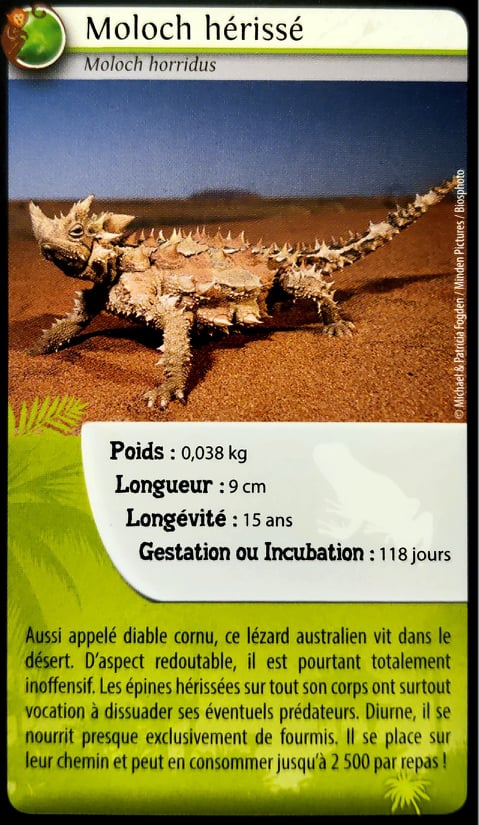 Moloch hérissé
Moloch horridus
© Michael & Patricia Fogden / Minden Pictures / Biosphoto
Poids : 0,038 kg
Longueur : 9 cm
Longévité : 15 ans
Gestation ou Incubation : 118 jours
Aussi appelé diable cornu, ce lézard australien vit dans le
désert. D'aspect redoutable, il est pourtant totalement
inoffensif. Les épines hérissées sur tout son corps ont surtout
vocation à dissuader ses éventuels prédateurs. Diurne, il se
nourrit presque exclusivement de fourmis. Il se place sur
leur chemin et peut en consommer jusqu'à 2 500 par repas !